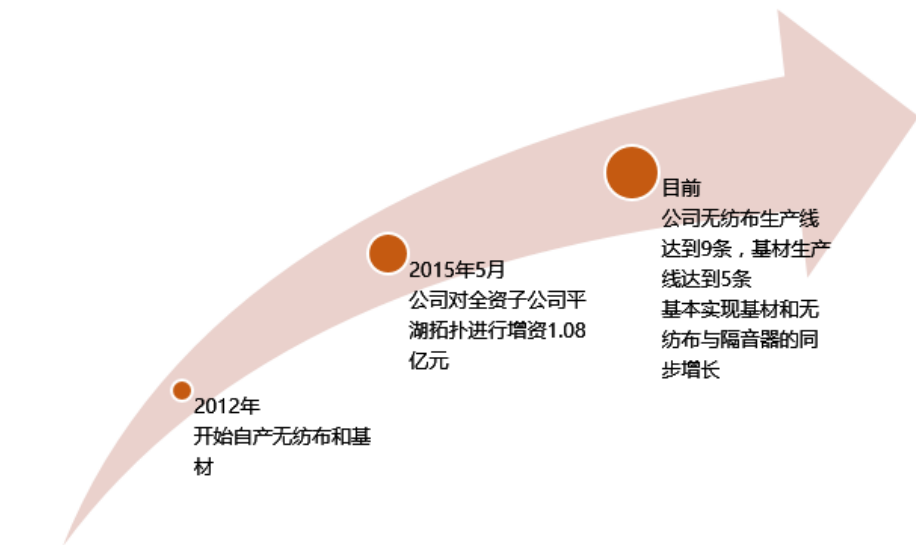 目前
公司无纺布生产线
达到9条，基材生产
线达到5条
基本实现基材和无
纺布与隔音器的同
步增长
2015年5月
公司对全资子公司平
湖拓扑进行增资1.08
亿元
2012年
开始自产无纺布和基
材